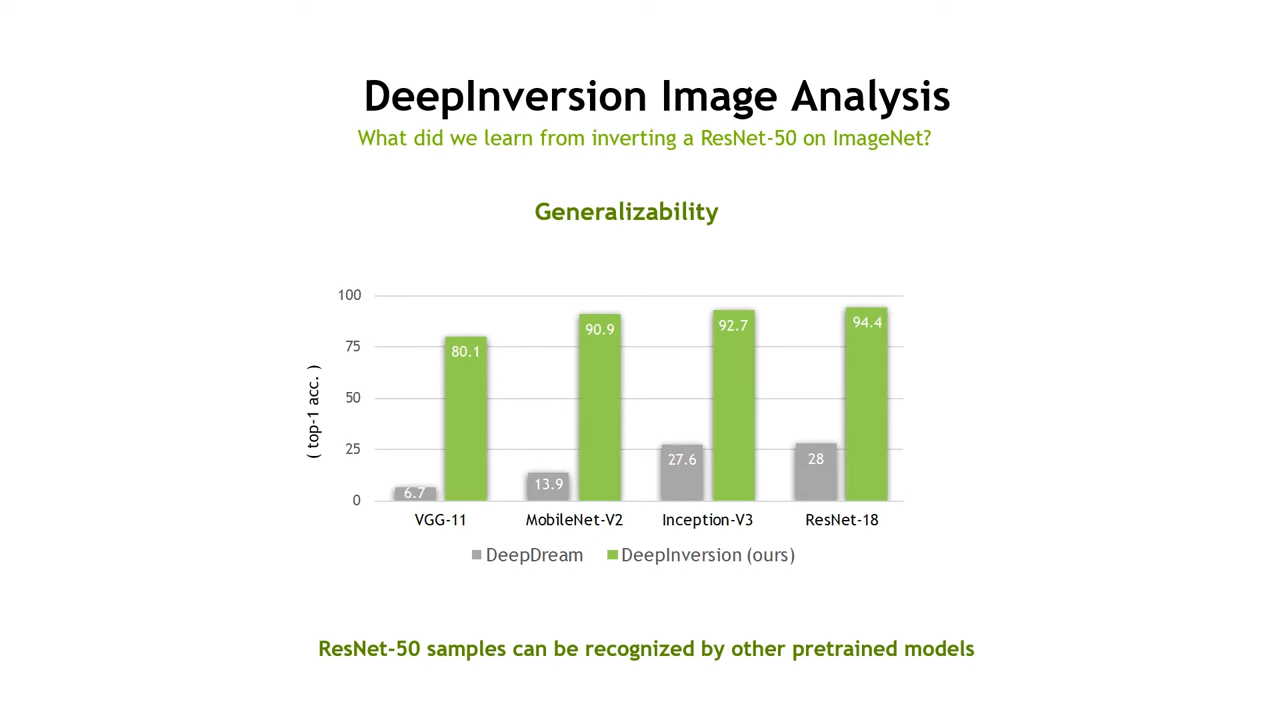 DeepInversion Image Analysis
What did we learn from inverting a ResNet-50 on ImageNet?
Generalizability
( top-1 acc. )
100
75
50
25
0
6.7
80.1
13.9
90.9
27.6
92.7
28
94.4
VGG-11
MobileNet-V2
Inception-V3
ResNet-18
DeepDream
DeepInversion (ours)
ResNet-50 samples can be recognized by other pretrained models